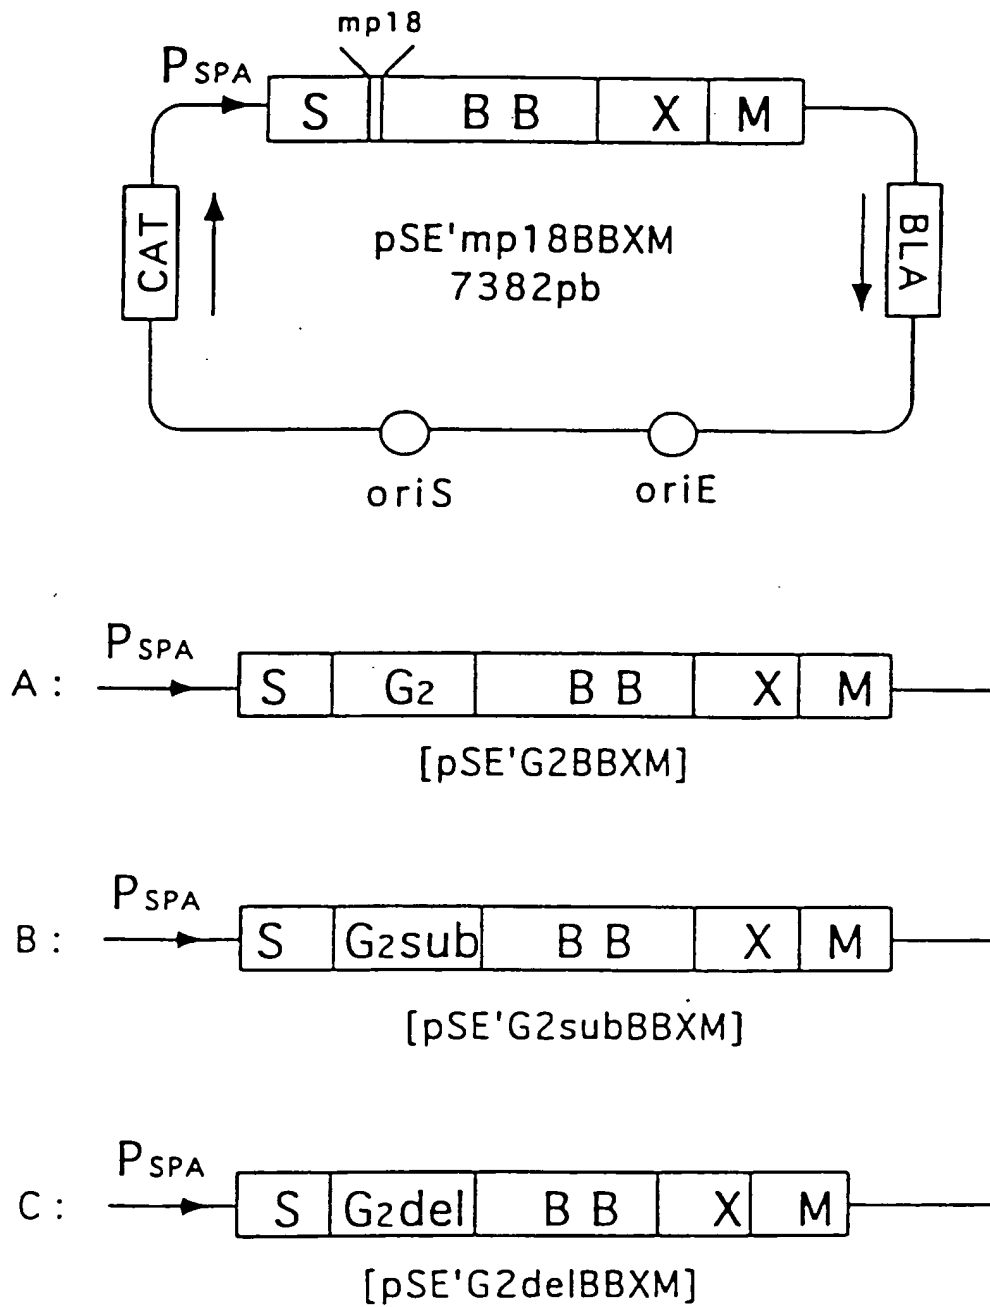 mp18
PSPA
S BB X M
CAT
BLA
pSE'mp18BBXM
7382pb
oriS
oriE
PSPA
A: S G2 BB X M
[pSE'G2BBXM]
PSPA
B: S G2sub BB X M
[pSE'G2subBBXM]
PSPA
C: S G2del BB X M
[pSE'G2delBBXM]